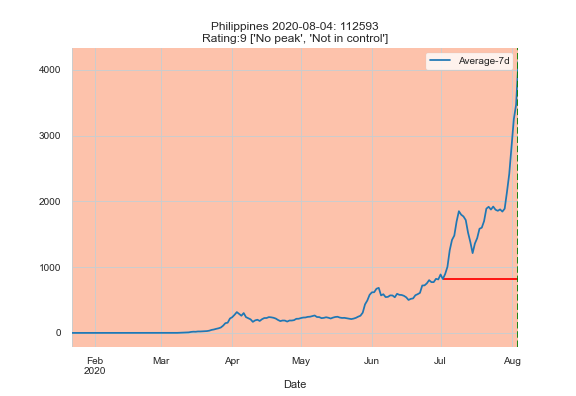 Philippines 2020-08-04: 112593
Rating:9 ['No peak', 'Not in control']
Average-7d
4000
3000
2000
1000
0
Feb
2020
Mar
Apr
May
Jun
Jul
Aug
Date